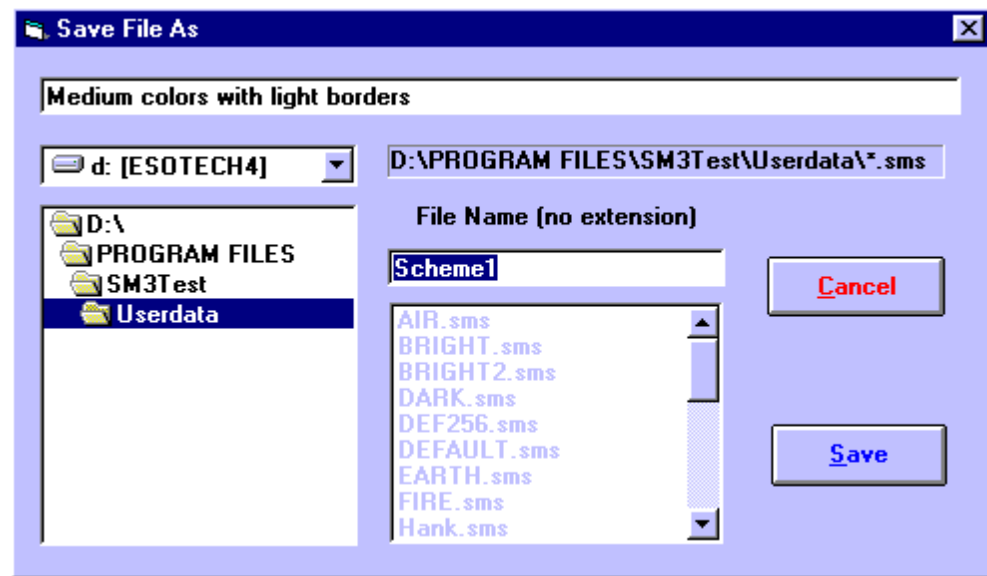 Save File As
Medium colors with light borders
d: [ESOTECH4]
D:\PROGRAM FILES\SM3Test\Userdata\*.sms
D:\
PROGRAM FILES
SM3Test
Userdata
File Name (no extension)
Scheme1
AIR.sms
BRIGHT.sms
BRIGHT2.sms
DARK.sms
DEF256.sms
DEFAULT.sms
EARTH.sms
FIRE.sms
Hank.sms
Cancel
Save